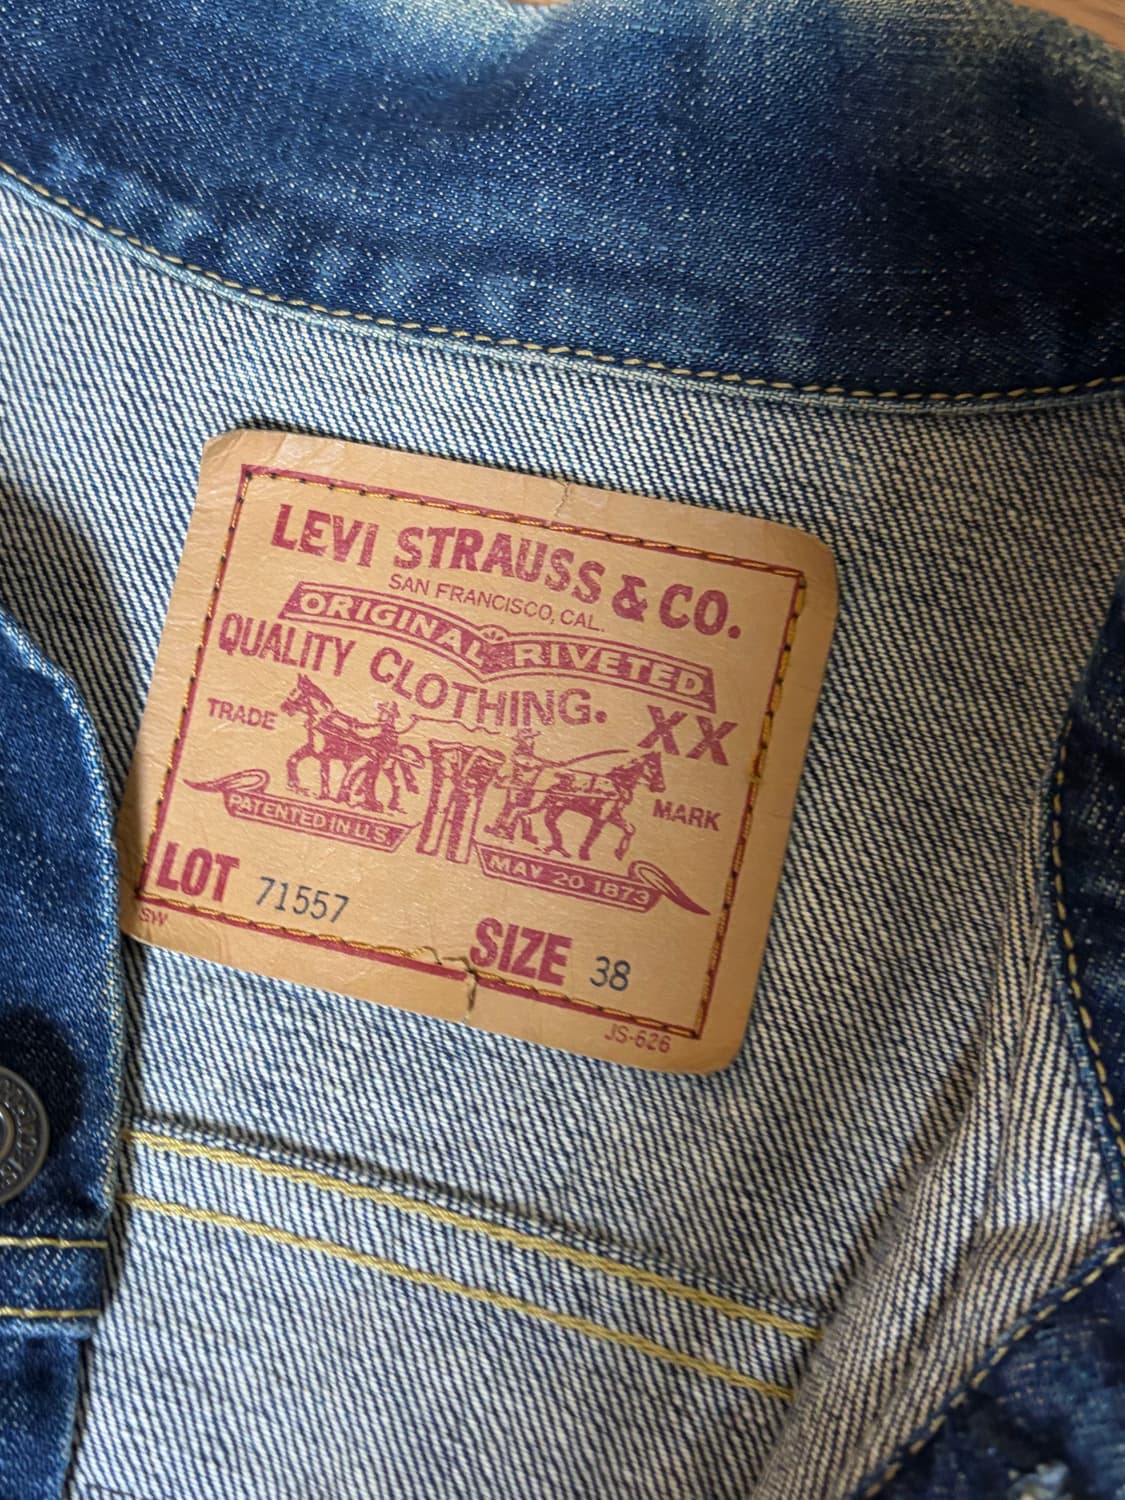 LEVI STRAUSS & CO.
SAN FRANCISCO, CAL.
ORIGINAL RIVETED
QUALITY CLOTHING.
XX
TRADE
MARK
PATENTED IN U.S.
MAY 20 1873
LOT 71557
SIZE 38
SW
JS-626